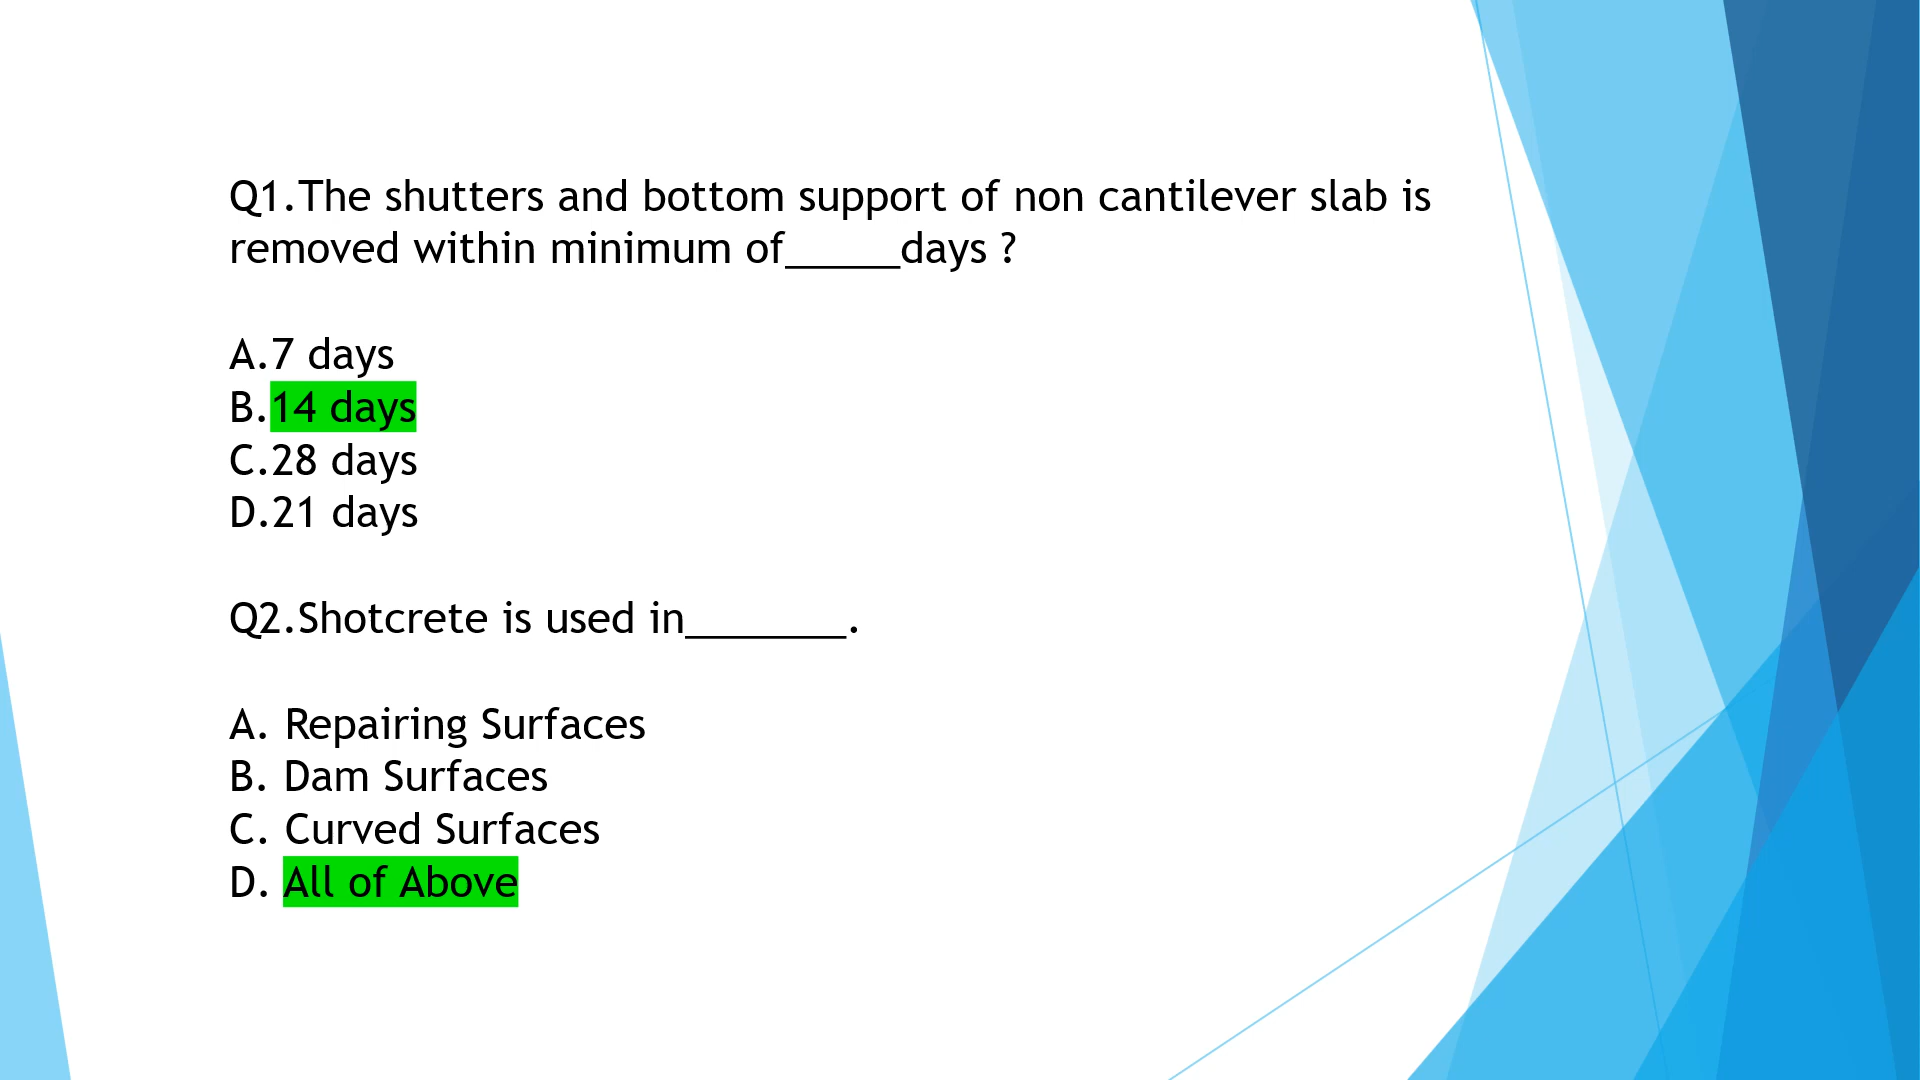 Q1.The shutters and bottom support of non cantilever slab is
removed within minimum of_____days ?
A.7 days
B.14 days
C.28 days
D.21 days
Q2.Shotcrete is used in_______.
A. Repairing Surfaces
B. Dam Surfaces
C. Curved Surfaces
D. All of Above